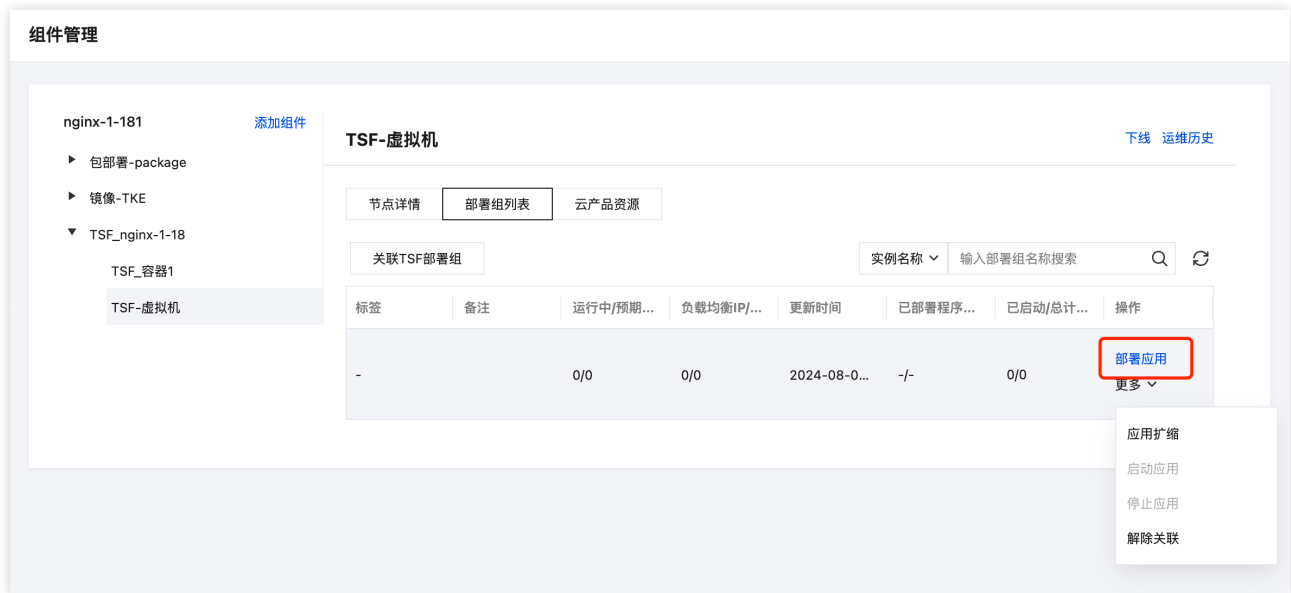 组件管理
nginx-1-181 添加组件
包部署-package
镜像-TKE
TSF_nginx-1-18
TSF_容器1
TSF-虚拟机
TSF-虚拟机 下线 运维历史
节点详情 部署组列表 云产品资源
关联TSF部署组 实例名称 输入部署组名称搜索
标签 备注 运行中/预期... 负载均衡IP/... 更新时间 已部署程序... 已启动/总计... 操作
部署应用
- 0/0 0/0 2024-08-0... -/- 0/0
更多
应用扩缩
启动应用
停止应用
解除关联